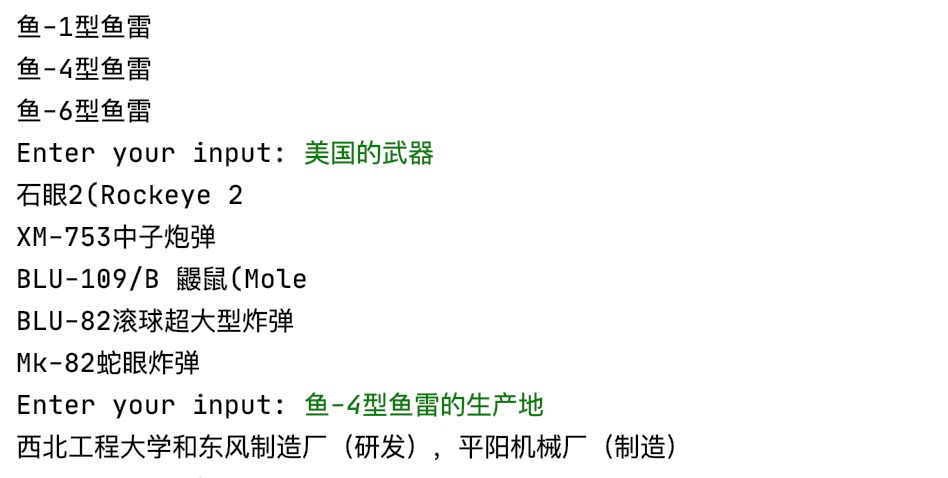 鱼-1型鱼雷
鱼-4型鱼雷
鱼-6型鱼雷
Enter your input: 美国的武器
石眼2(Rockeye 2
XM-753中子炮弹
BLU-109/B 鼹鼠(Mole
BLU-82滚球超大型炸弹
Mk-82蛇眼炸弹
Enter your input: 鱼-4型鱼雷的生产地
西北工程大学和东风制造厂（研发），平阳机械厂（制造）